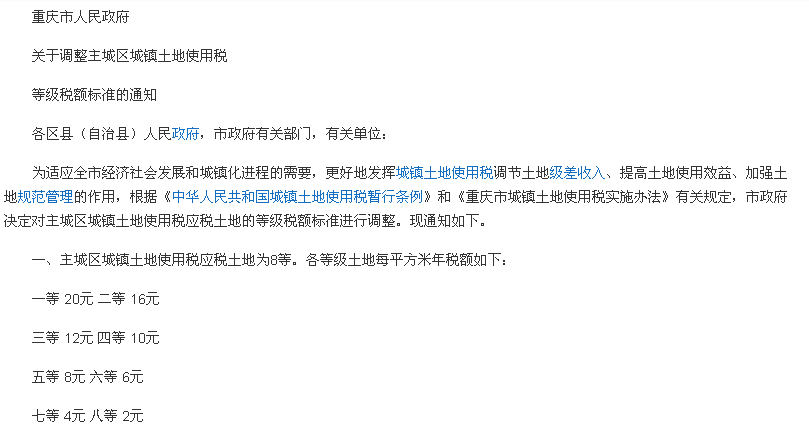 重庆市人民政府
关于调整主城区城镇土地使用税
等级税额标准的通知
各区县（自治县）人民政府，市政府有关部门，有关单位：
为适应全市经济社会发展和城镇化进程的需要，更好地发挥城镇土地使用税调节土地级差收入、提高土地使用效益、加强土
地规范管理的作用，根据《中华人民共和国城镇土地使用税暂行条例》和《重庆市城镇土地使用税实施办法》有关规定，市政府
决定对主城区城镇土地使用税应税土地的等级税额标准进行调整。现通知如下。
一、主城区城镇土地使用税应税土地为8等。各等级土地每平方米年税额如下：
一等 20元 二等 16元
三等 12元 四等 10元
五等 8元 六等 6元
七等 4元 八等 2元